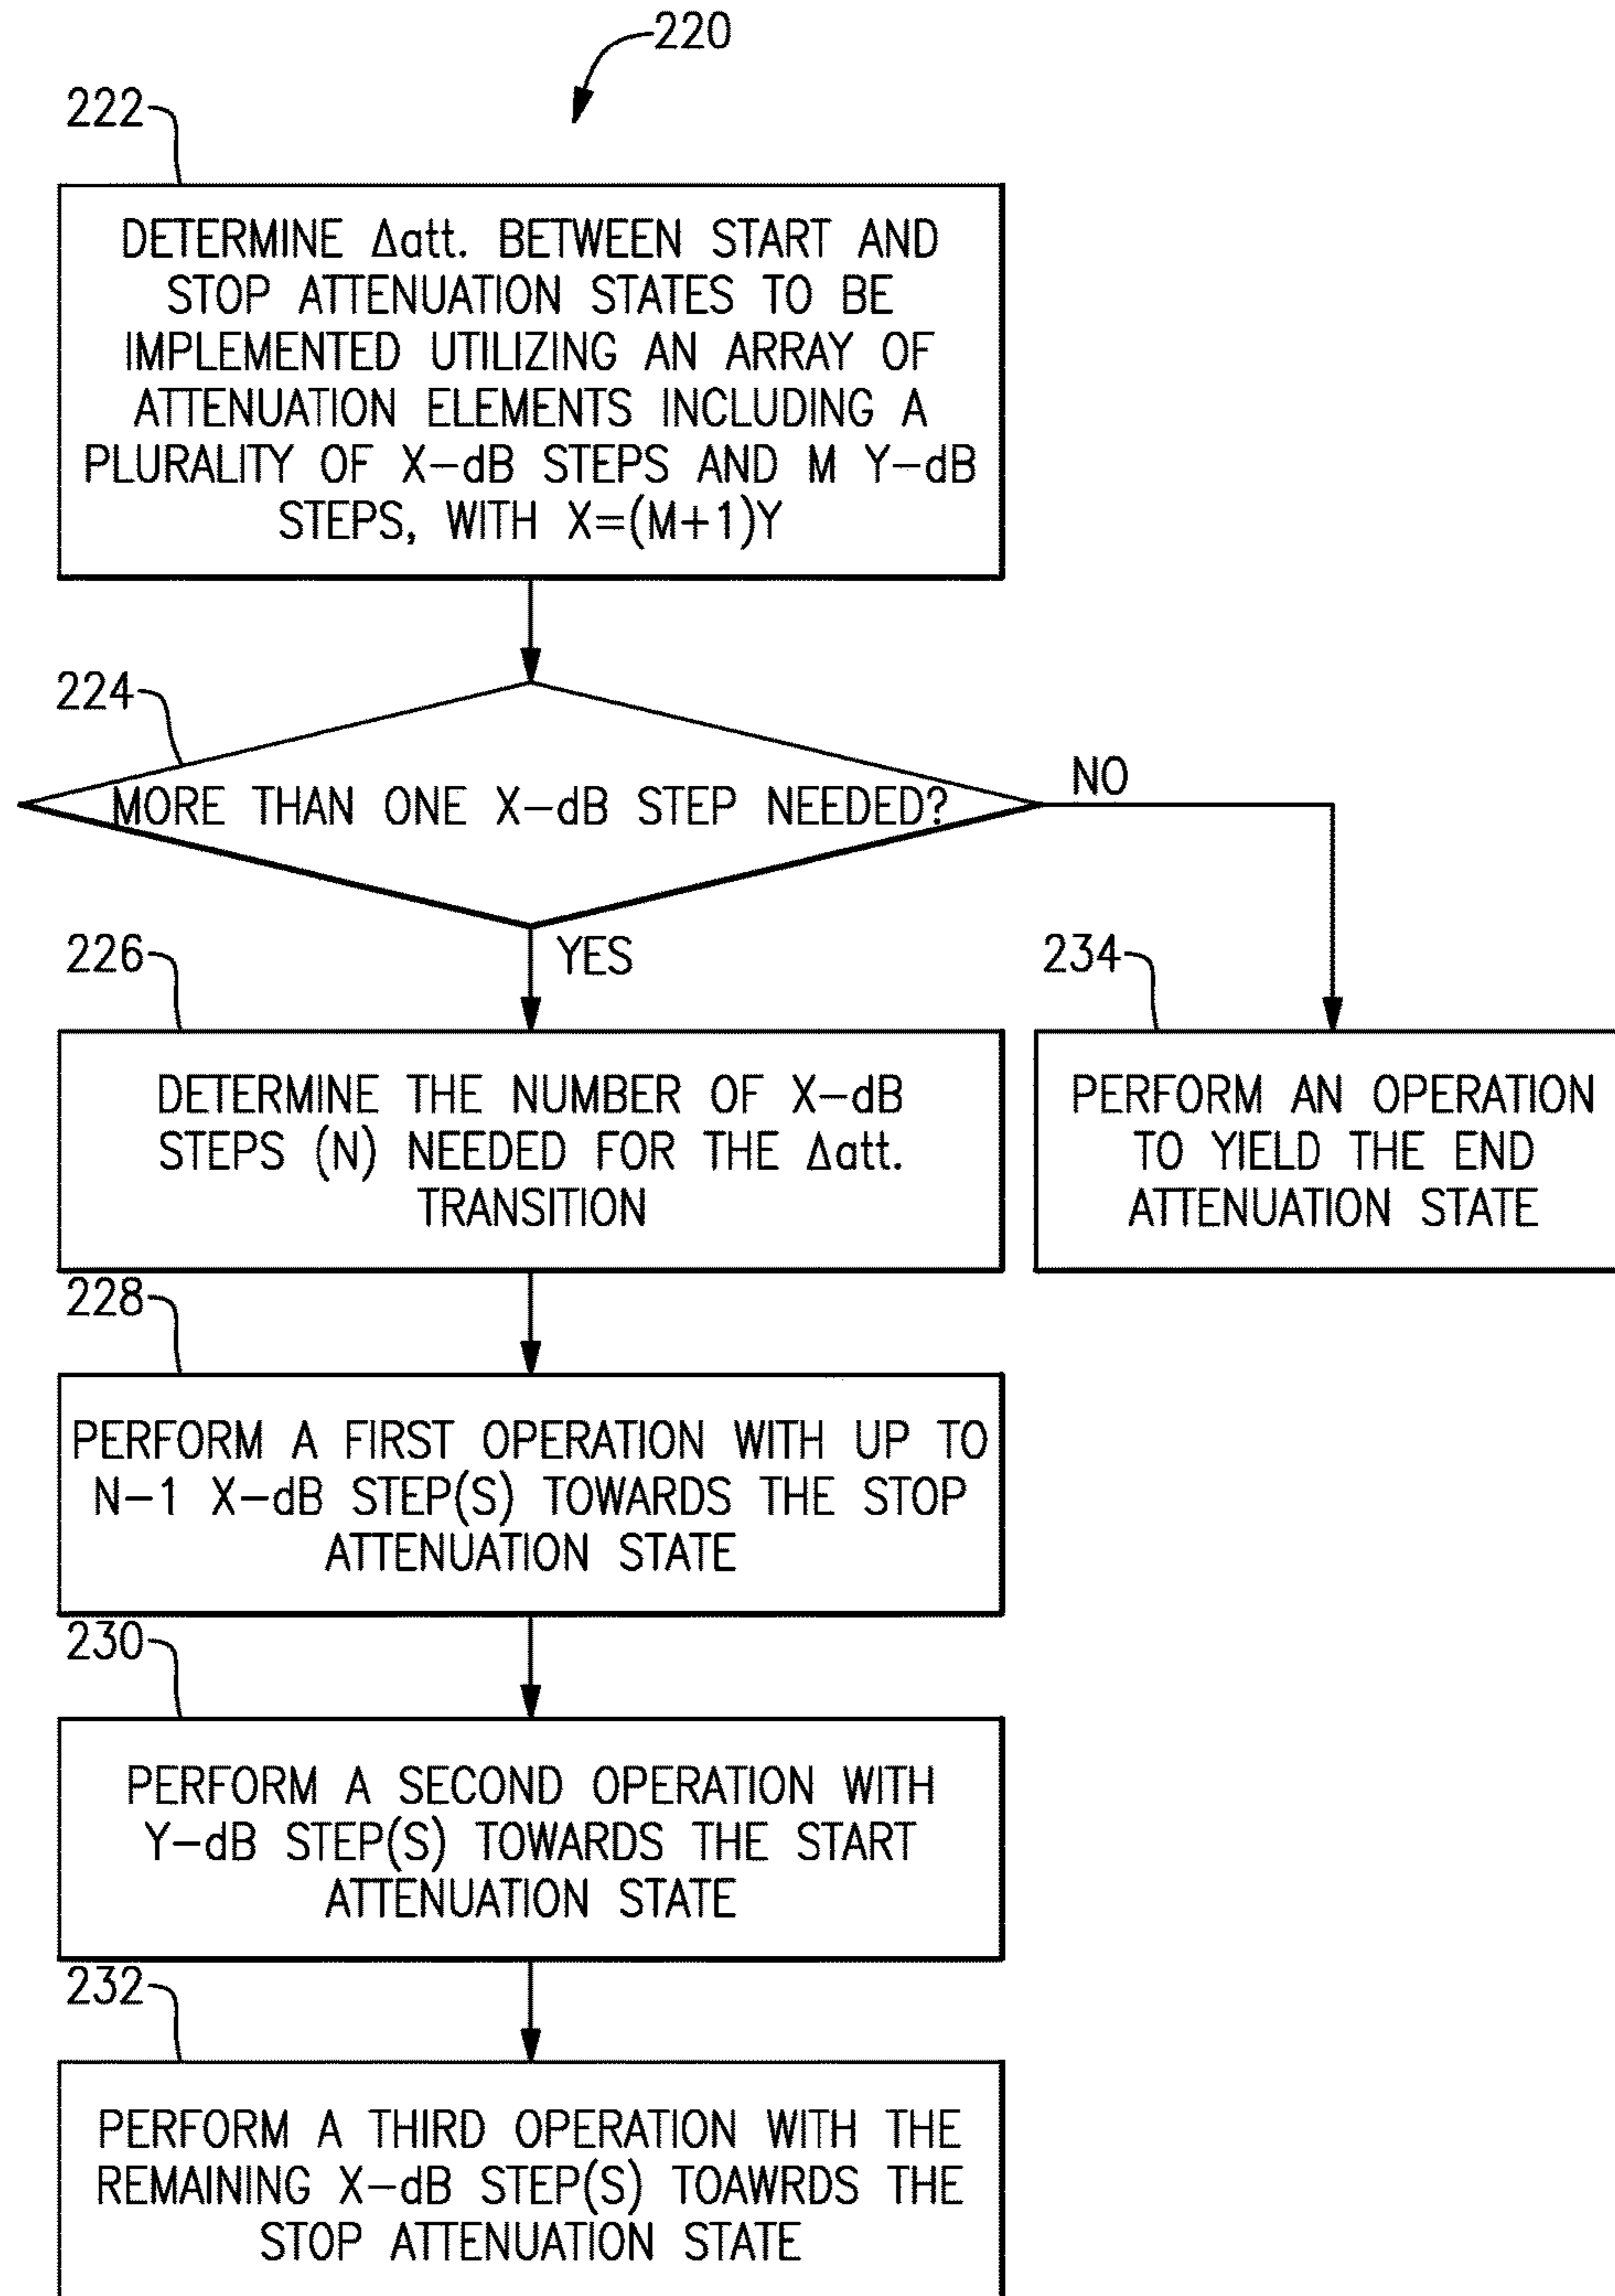 220
222
DETERMINE Δatt. BETWEEN START AND
STOP ATTENUATION STATES TO BE
IMPLEMENTED UTILIZING AN ARRAY OF
ATTENUATION ELEMENTS INCLUDING A
PLURALITY OF X-dB STEPS AND M Y-dB
STEPS, WITH X=(M+1)Y
224
MORE THAN ONE X-dB STEP NEEDED?
NO
YES
226
DETERMINE THE NUMBER OF X-dB
STEPS (N) NEEDED FOR THE Δatt.
TRANSITION
234
PERFORM AN OPERATION
TO YIELD THE END
ATTENUATION STATE
228
PERFORM A FIRST OPERATION WITH UP TO
N-1 X-dB STEP(S) TOWARDS THE STOP
ATTENUATION STATE
230
PERFORM A SECOND OPERATION WITH
Y-dB STEP(S) TOWARDS THE START
ATTENUATION STATE
232
PERFORM A THIRD OPERATION WITH THE
REMAINING X-dB STEP(S) TOAWRDS THE
STOP ATTENUATION STATE